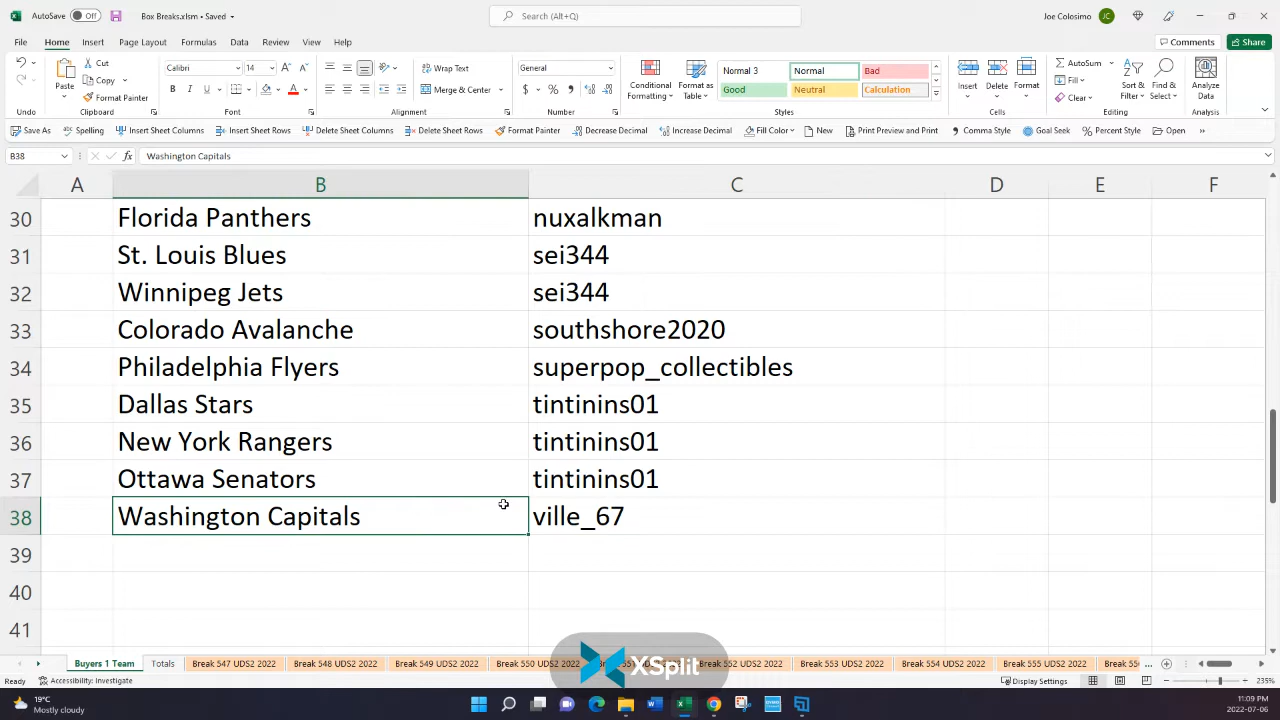 AutoSave Off Box Breaks.xlsm • Saved Search (Alt+Q) Joe Colosimo JC
File Home Insert Page Layout Formulas Data Review View Help Comments Share
Cut Calibri 14 Wrap Text General Normal 3 Normal Bad AutoSum
Paste Copy Conditional Formatting Format as Table Insert Delete Format Fill Sort & Filter Find & Select Analyze Data
Format Painter B I U Merge & Center $ % Good Neutral Calculation Clear
Undo Clipboard Font Alignment Number Styles Cells Editing Analysis
Save As Spelling Insert Sheet Columns Insert Sheet Rows Delete Sheet Columns Delete Sheet Rows Format Painter Decrease Decimal Increase Decimal Fill Color New Print Preview and Print Comma Style Goal Seek Percent Style Open
B38 fx Washington Capitals
A B C D E F
30 Florida Panthers nuxalkman
31 St. Louis Blues sei344
32 Winnipeg Jets sei344
33 Colorado Avalanche southshore2020
34 Philadelphia Flyers superpop_collectibles
35 Dallas Stars tintinins01
36 New York Rangers tintinins01
37 Ottawa Senators tintinins01
38 Washington Capitals ville_67
39
40
41
XSplit
Buyers 1 Team Totals Break 547 UDS2 2022 Break 548 UDS2 2022 Break 549 UDS2 2022 Break 550 UDS2 2022 552 UDS2 2022 Break 553 UDS2 2022 Break 554 UDS2 2022 Break 555 UDS2 2022 ...
Ready Accessibility: Investigate Display Settings 235%
19°C 11:09 PM
Mostly cloudy 2022-07-06